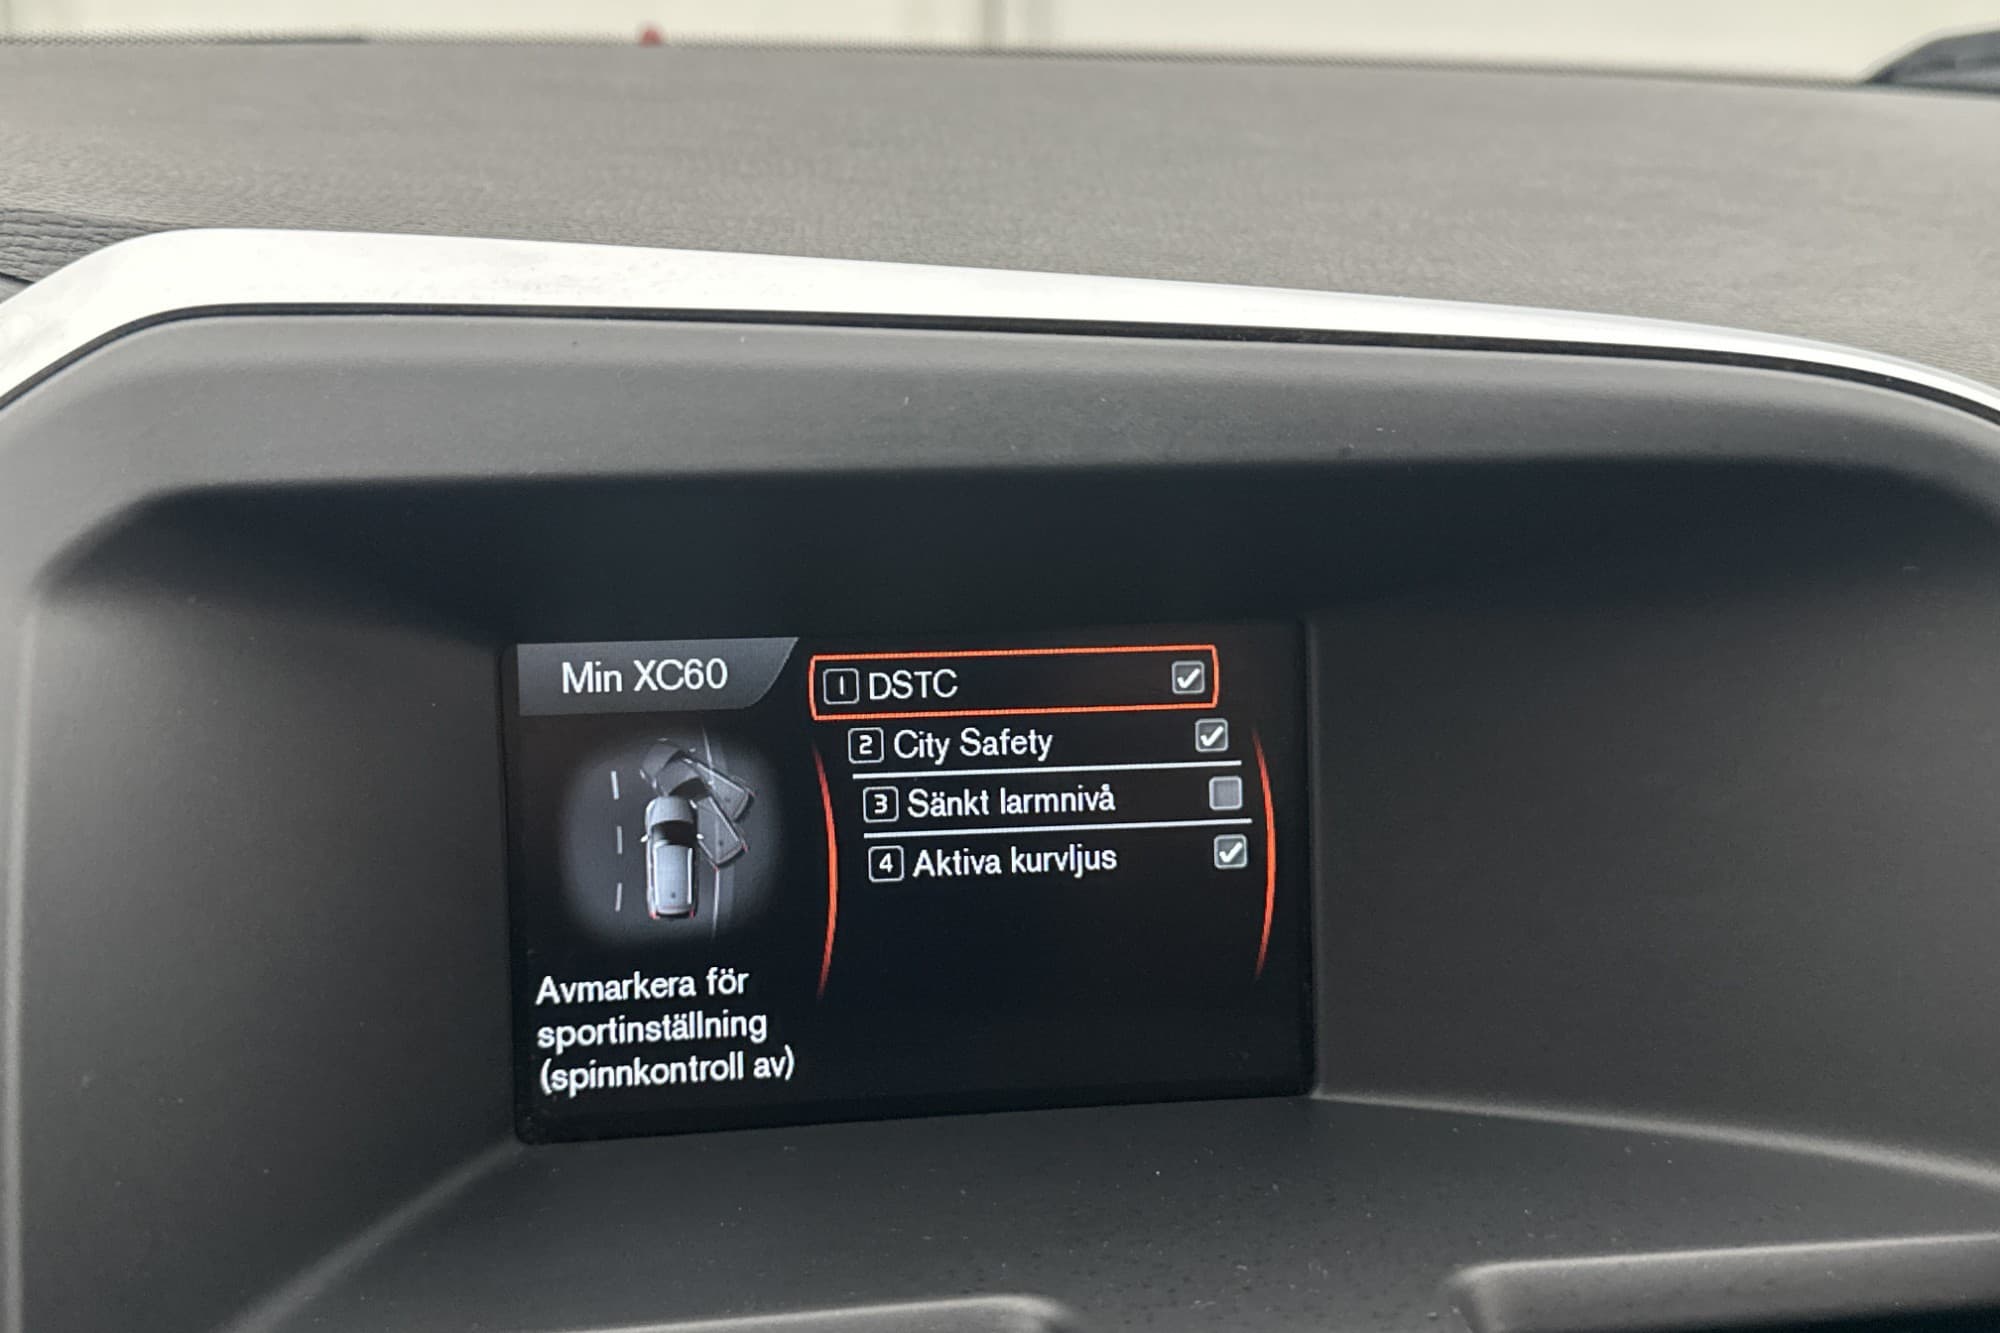 Min XC60
1 DSTC
2 City Safety
3 Sänkt larmnivå
4 Aktiva kurvljus
Avmarkera för
sportinställning
(spinnkontroll av)